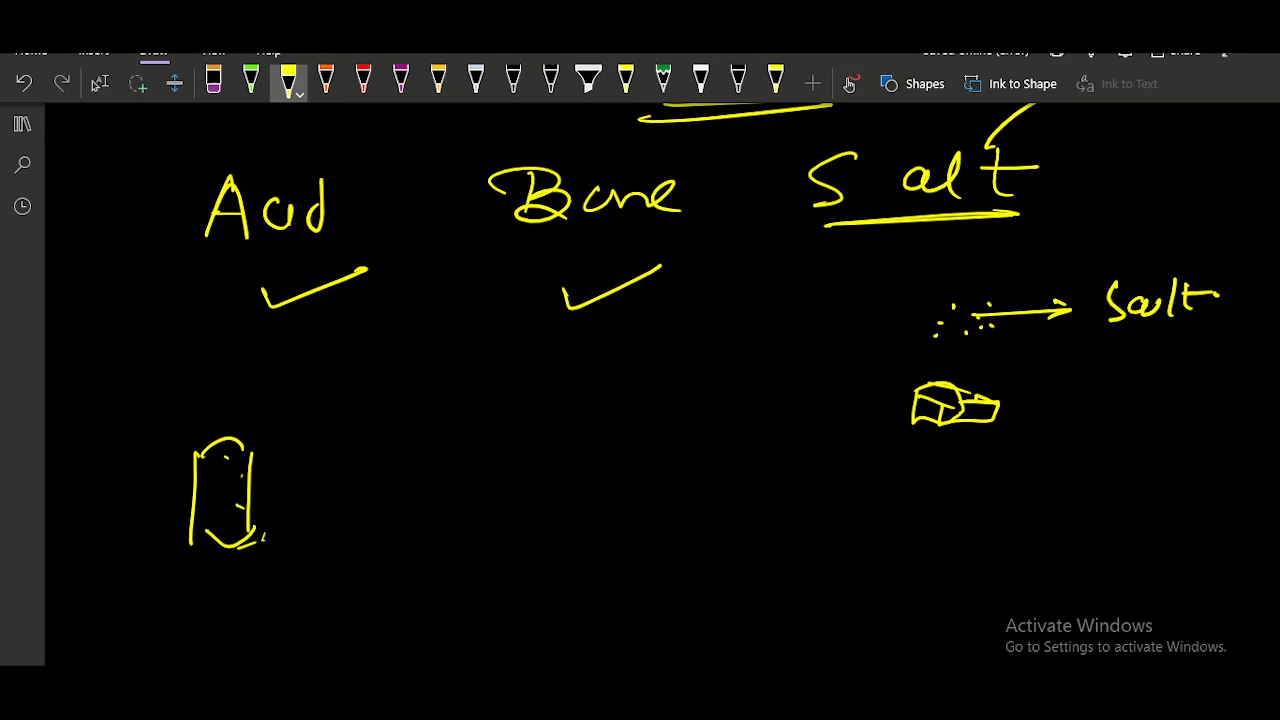 Shapes Ink to Shape Ink to Text
Acid Base Salt
Salt
Activate Windows
Go to Settings to activate Windows.